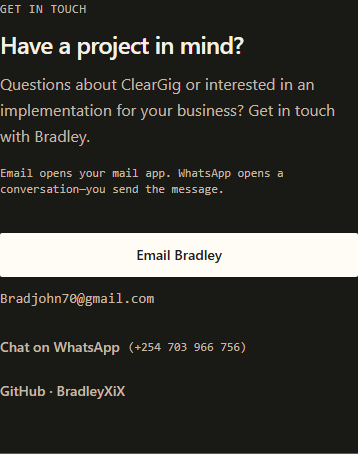 GET IN TOUCH
Have a project in mind?
Questions about ClearGig or interested in an
implementation for your business? Get in touch
with Bradley.
Email opens your mail app. WhatsApp opens a
conversation—you send the message.
Email Bradley
Bradjohn70@gmail.com
Chat on WhatsApp (+254 703 966 756)
GitHub · BradleyXiX